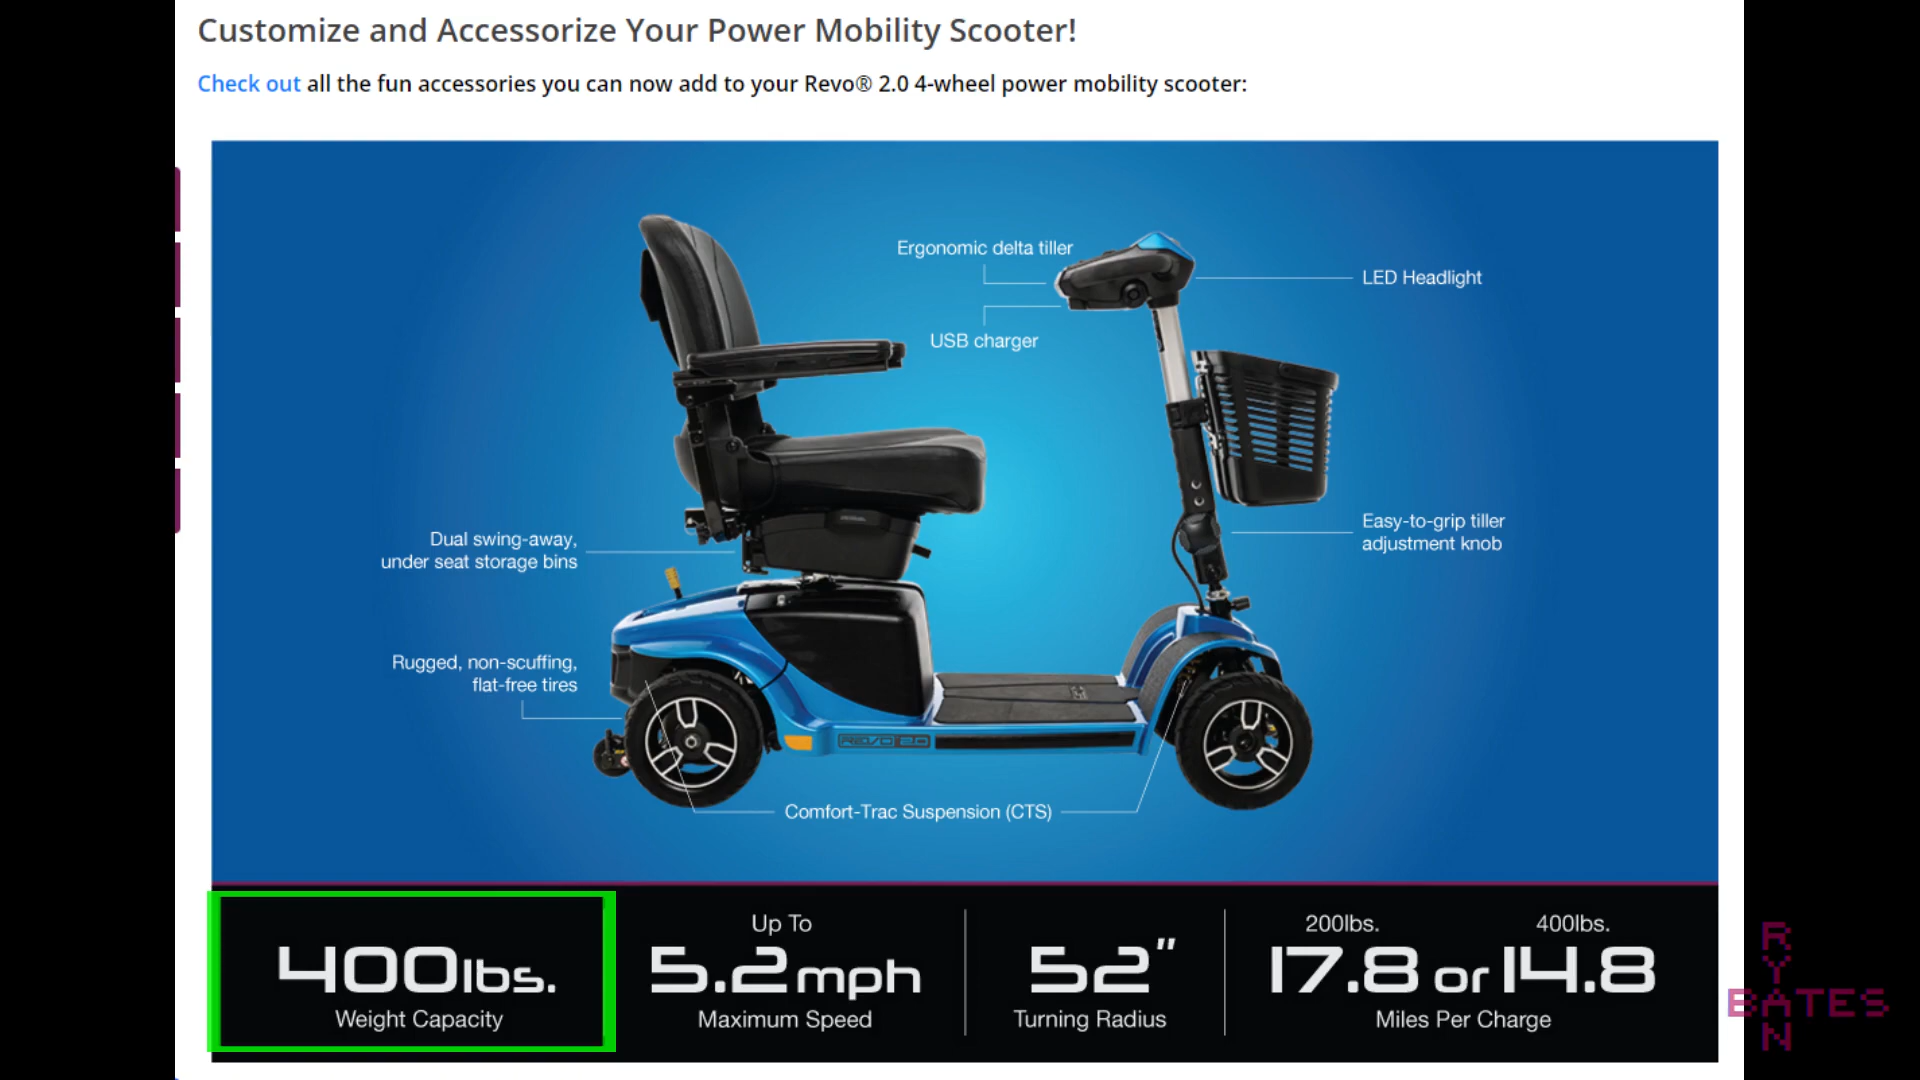 Customize and Accessorize Your Power Mobility Scooter!
Check out all the fun accessories you can now add to your Revo® 2.0 4-wheel power mobility scooter:
Ergonomic delta tiller
LED Headlight
USB charger
Easy-to-grip tiller
adjustment knob
Dual swing-away,
under seat storage bins
Rugged, non-scuffing,
flat-free tires
REVO 2.0
Comfort-Trac Suspension (CTS)
400lbs.
Weight Capacity
Up To
5.2mph
Maximum Speed
52"
Turning Radius
200lbs. 400lbs.
17.8 or 14.8
Miles Per Charge
RYAN
BATES